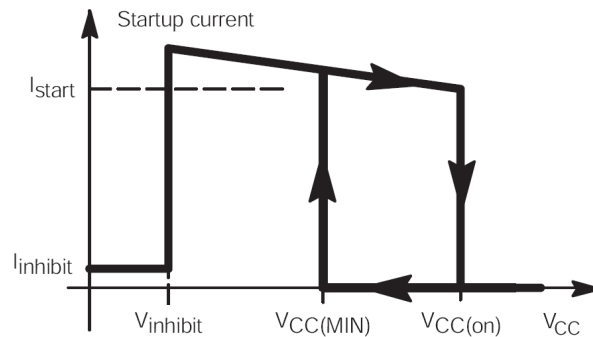 Startup current
Istart
Iinhibit
Vinhibit
VCC(MIN)
VCC(on)
VCC